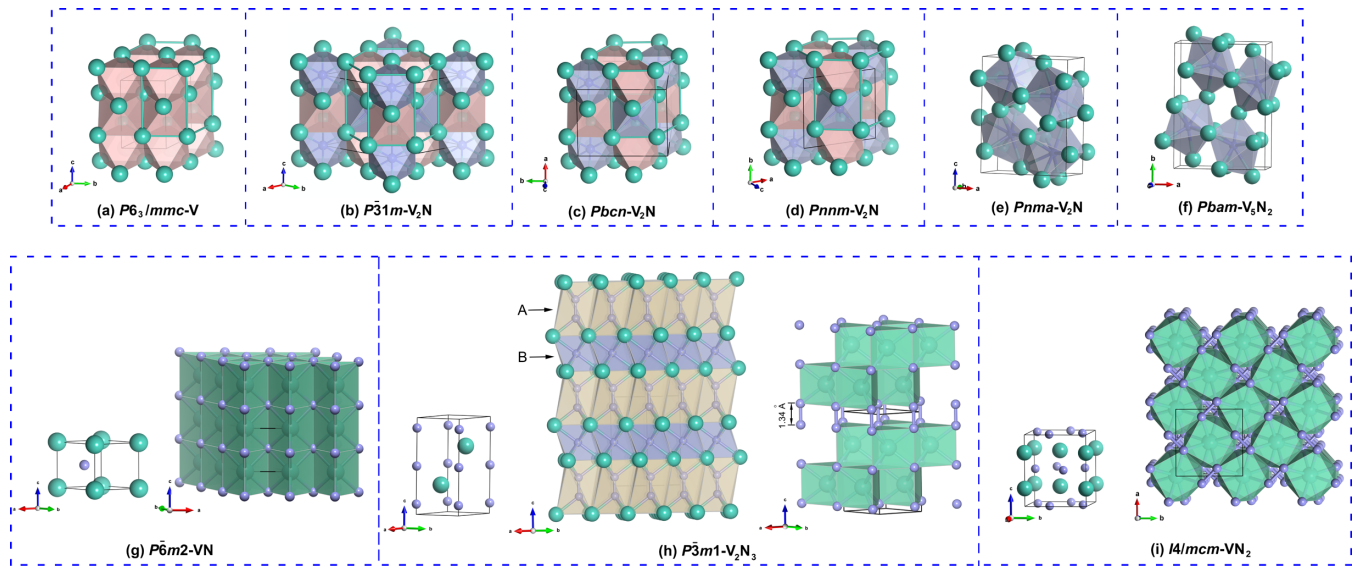 c
a
b
(a) P6₃/mmc-V
c
a
b
(b) P3̄1m-V₂N
a
b
c
(c) Pbcn-V₂N
b
a
c
(d) Pnnm-V₂N
c
b
a
(e) Pnma-V₂N
b
c
a
(f) Pbam-V₅N₂
c
a
b
c
b
a
(g) P6̄m2-VN
A
B
c
a
b
c
a
b
1.34 Å
c
a
b
(h) P3̄m1-V₂N₃
c
a
b
a
c
b
(i) I4/mcm-VN₂